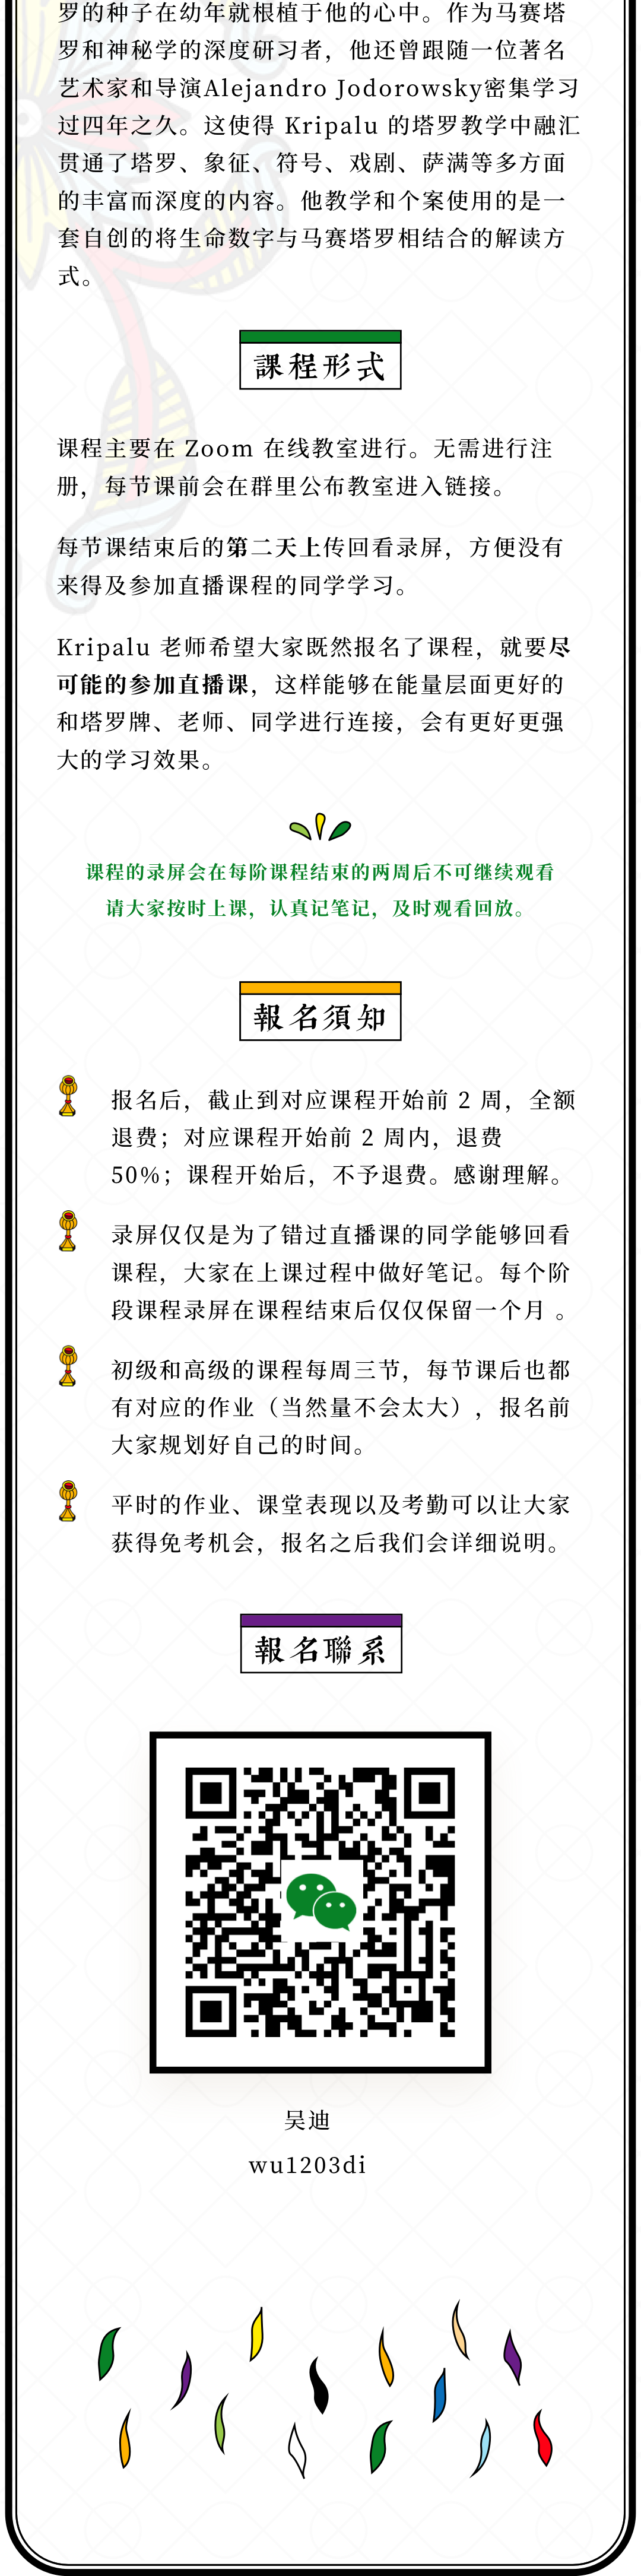 罗的种子在幼年就根植于他的心中。作为马赛塔
罗和神秘学的深度研习者，他还曾跟随一位著名
艺术家和导演Alejandro Jodorowsky密集学习
过四年之久。这使得 Kripalu 的塔罗教学中融汇
贯通了塔罗、象征、符号、戏剧、萨满等多方面
的丰富而深度的内容。他教学和个案使用的是一
套自创的将生命数字与马赛塔罗相结合的解读方
式。
課程形式
课程主要在 Zoom 在线教室进行。无需进行注
册，每节课前会在群里公布教室进入链接。
每节课结束后的第二天上传回看录屏，方便没有
来得及参加直播课程的同学学习。
Kripalu 老师希望大家既然报名了课程，就要尽
可能的参加直播课，这样能够在能量层面更好的
和塔罗牌、老师、同学进行连接，会有更好更强
大的学习效果。
课程的录屏会在每阶课程结束的两周后不可继续观看
请大家按时上课，认真记笔记，及时观看回放。
報名須知
报名后，截止到对应课程开始前 2 周，全额
退费；对应课程开始前 2 周内，退费
50%；课程开始后，不予退费。感谢理解。
录屏仅仅是为了错过直播课的同学能够回看
课程，大家在上课过程中做好笔记。每个阶
段课程录屏在课程结束后仅仅保留一个月 。
初级和高级的课程每周三节，每节课后也都
有对应的作业（当然量不会太大），报名前
大家规划好自己的时间。
平时的作业、课堂表现以及考勤可以让大家
获得免考机会，报名之后我们会详细说明。
報名聯系
吴迪
wu1203di